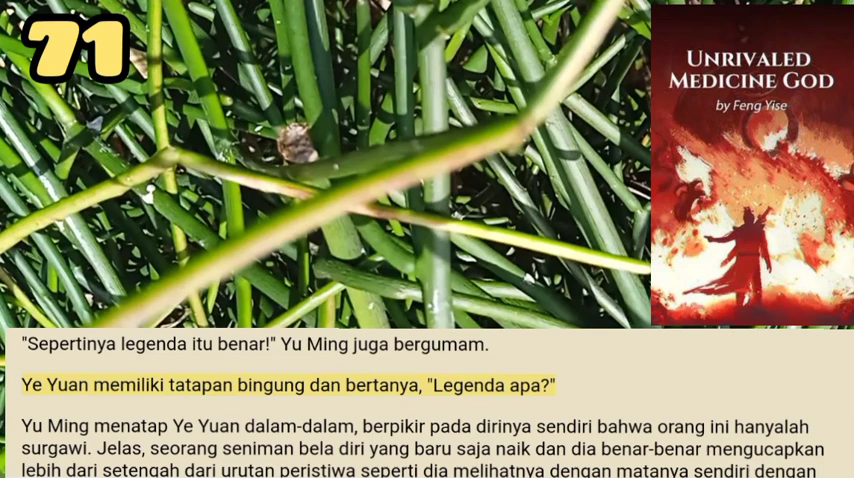 71
UNRIVALED
MEDICINE GOD
by Feng Yise
"Sepertinya legenda itu benar!" Yu Ming juga bergumam.
Ye Yuan memiliki tatapan bingung dan bertanya, "Legenda apa?"
Yu Ming menatap Ye Yuan dalam-dalam, berpikir pada dirinya sendiri bahwa orang ini hanyalah
surgawi. Jelas, seorang seniman bela diri yang baru saja naik dan dia benar-benar mengucapkan
lebih dari setengah dari urutan peristiwa seperti dia melihatnya dengan matanya sendiri dengan